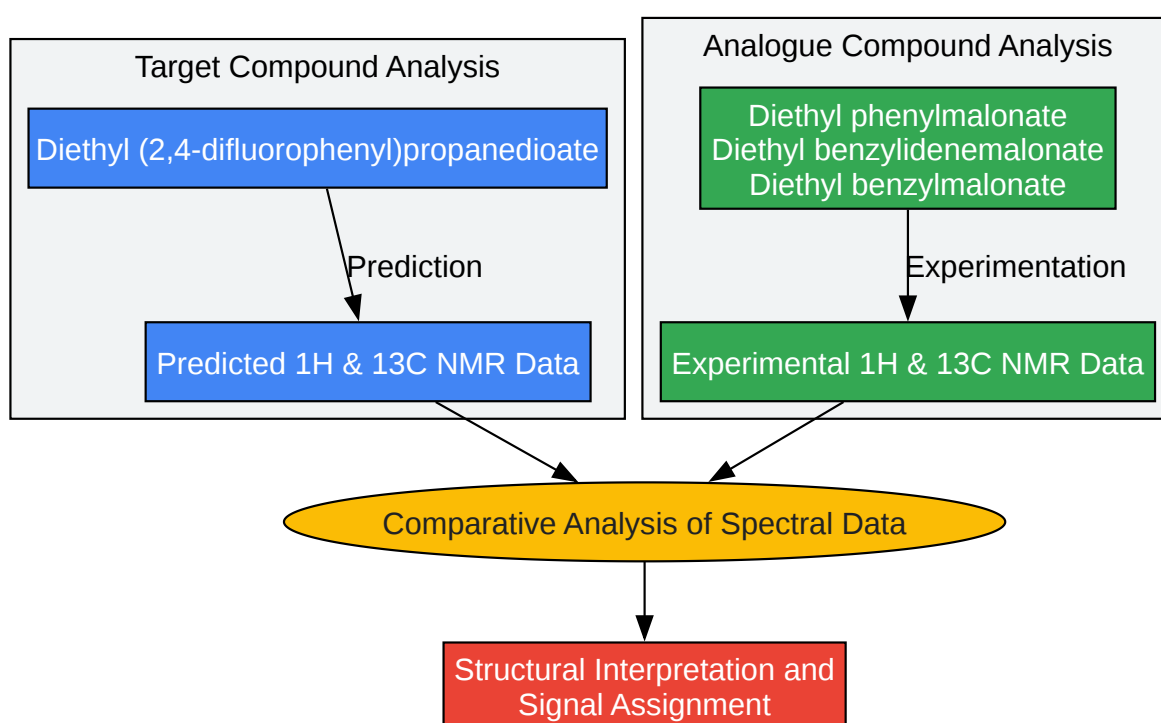 Target Compound Analysis
Diethyl (2,4-difluorophenyl)propanedioate
Prediction
Predicted 1H & 13C NMR Data
Analogue Compound Analysis
Diethyl phenylmalonate
Diethyl benzylidenemalonate
Diethyl benzylmalonate
Experimentation
Experimental 1H & 13C NMR Data
Comparative Analysis of Spectral Data
Structural Interpretation and
Signal Assignment